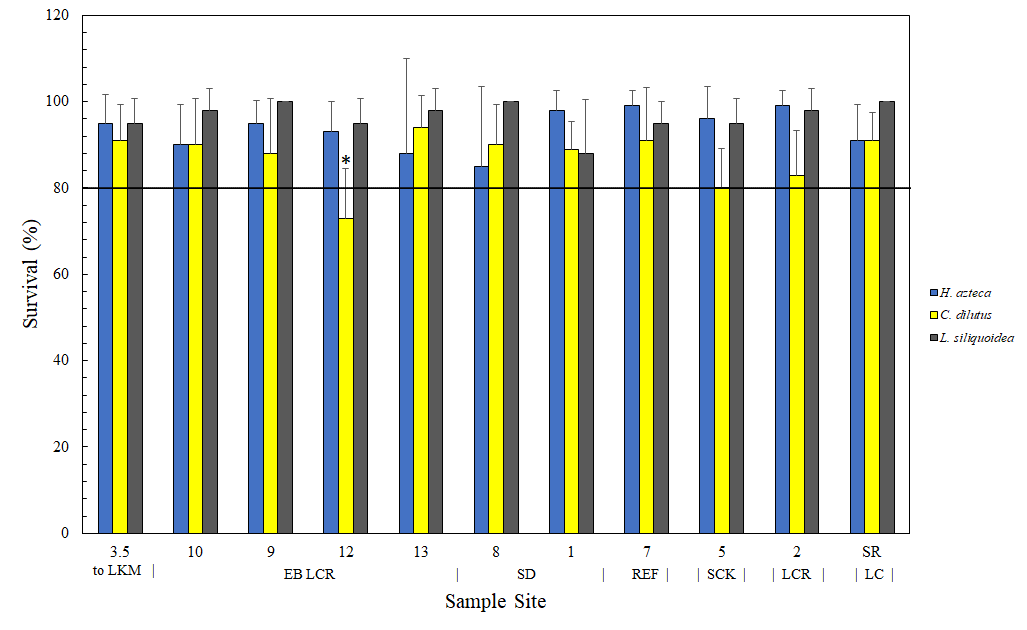 120
100
80
60
40
20
0
Survival (%)
*
3.5 10 9 12 13 8 1 7 5 2 SR
to LKM | EB LCR | SD | REF | | SCK | | LCR | | LC |
Sample Site
H. azteca
C. dilutus
L. siliquoidea